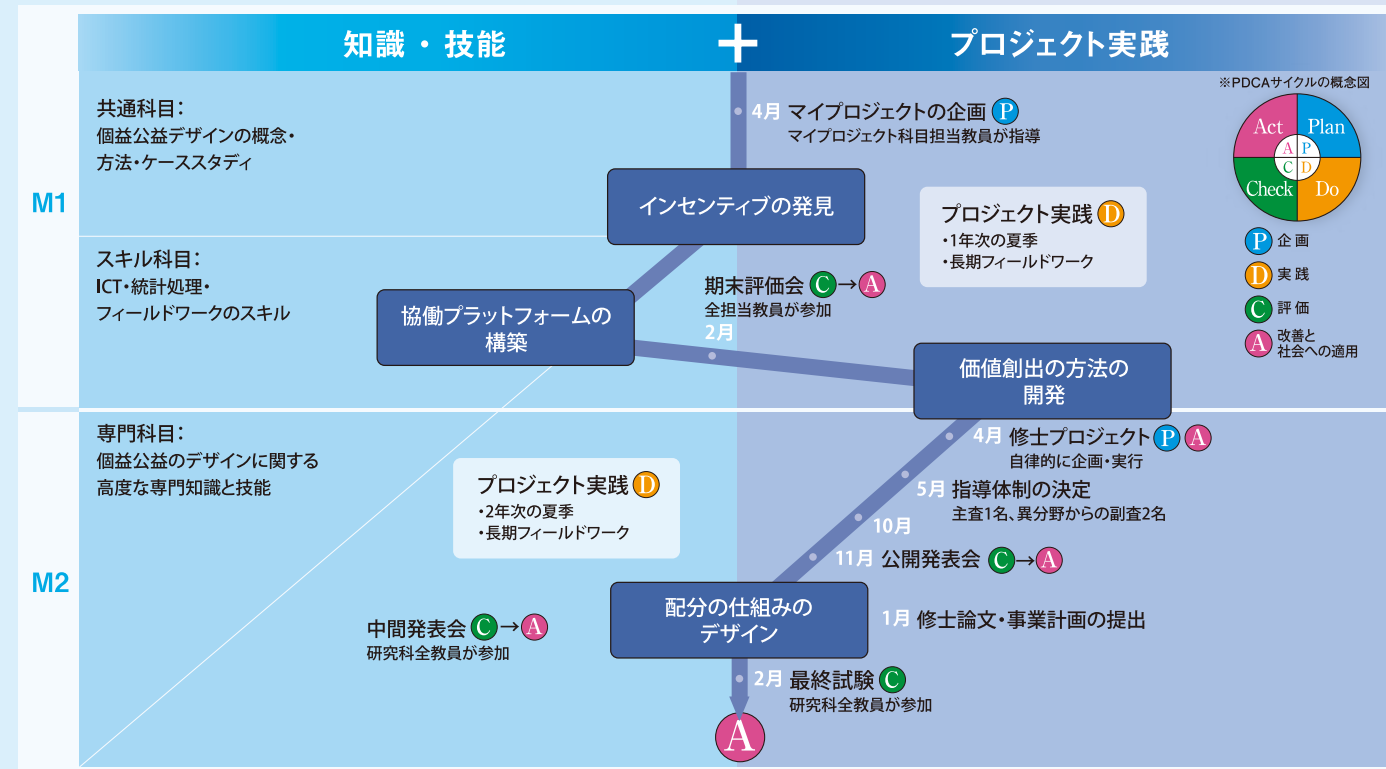 知識・技能
+
プロジェクト実践
※PDCAサイクルの概念図
Act
Plan
A
P
C
D
Check
Do
P 企画
D 実践
C 評価
A 改善と
社会への適用
M1
共通科目:
個益公益デザインの概念・
方法・ケーススタディ
スキル科目:
ICT・統計処理・
フィールドワークのスキル
4月 マイプロジェクトの企画 P
マイプロジェクト科目担当教員が指導
インセンティブの発見
プロジェクト実践 D
・1年次の夏季
・長期フィールドワーク
期末評価会 C→A
全担当教員が参加
2月
協働プラットフォームの
構築
価値創出の方法の
開発
M2
専門科目:
個益公益のデザインに関する
高度な専門知識と技能
4月 修士プロジェクト P A
自律的に企画・実行
5月 指導体制の決定
主査1名、異分野からの副査2名
プロジェクト実践 D
・2年次の夏季
・長期フィールドワーク
10月
11月 公開発表会 C→A
配分の仕組みの
デザイン
中間発表会 C→A
研究科全教員が参加
1月 修士論文・事業計画の提出
2月 最終試験 C
研究科全教員が参加
A